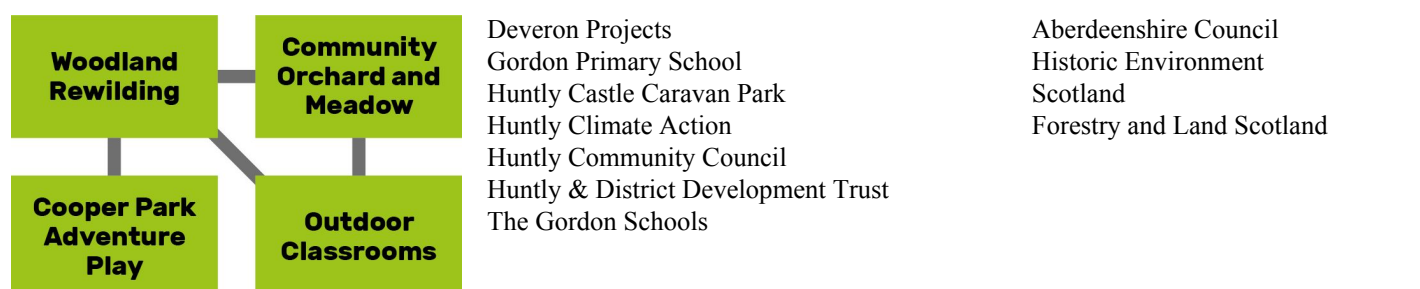 Woodland
Rewilding
Community
Orchard and
Meadow
Cooper Park
Adventure
Play
Outdoor
Classrooms
Deveron Projects
Gordon Primary School
Huntly Castle Caravan Park
Huntly Climate Action
Huntly Community Council
Huntly & District Development Trust
The Gordon Schools
Aberdeenshire Council
Historic Environment
Scotland
Forestry and Land Scotland